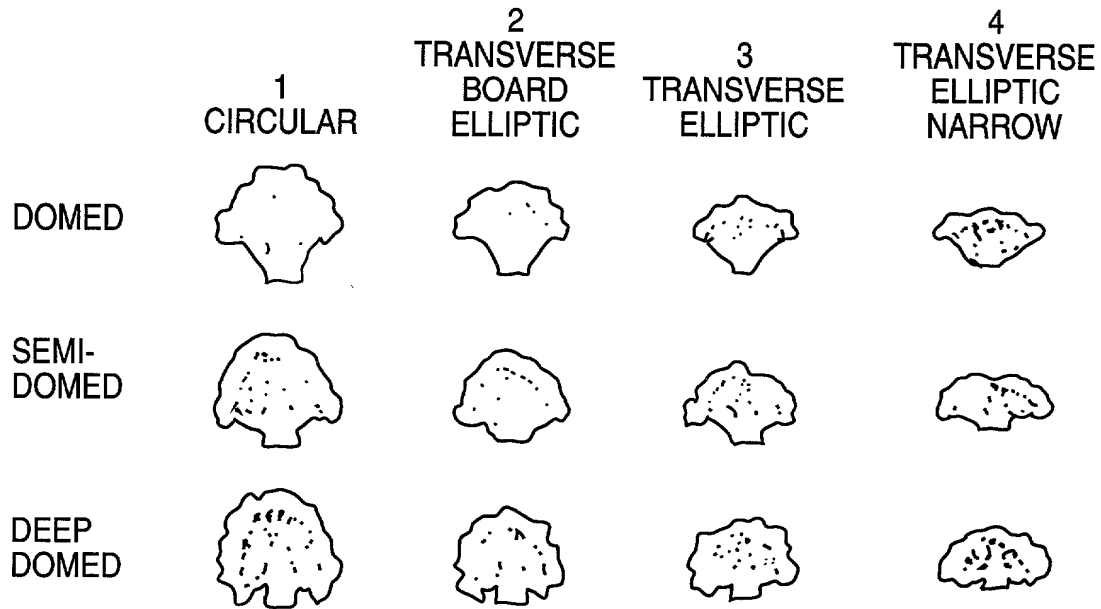 1
CIRCULAR
2
TRANSVERSE
BOARD
ELLIPTIC
3
TRANSVERSE
ELLIPTIC
4
TRANSVERSE
ELLIPTIC
NARROW
DOMED
SEMI-
DOMED
DEEP
DOMED